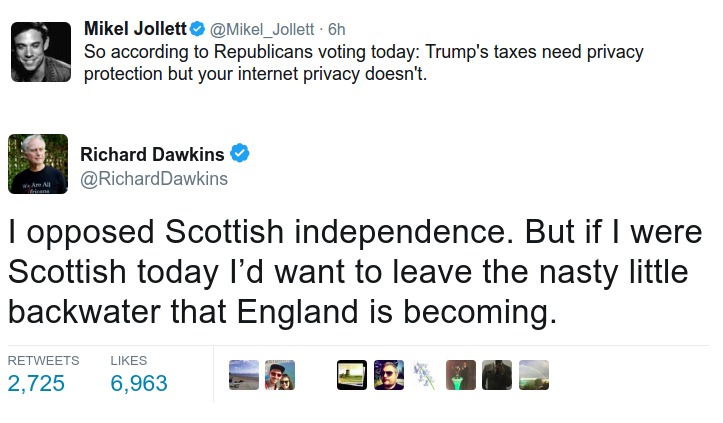 Mikel Jollett @Mikel_Jollett · 6h
So according to Republicans voting today: Trump's taxes need privacy
protection but your internet privacy doesn't.
Richard Dawkins
@RichardDawkins
We Are All
Africans
I opposed Scottish independence. But if I were
Scottish today I’d want to leave the nasty little
backwater that England is becoming.
RETWEETS LIKES
2,725 6,963